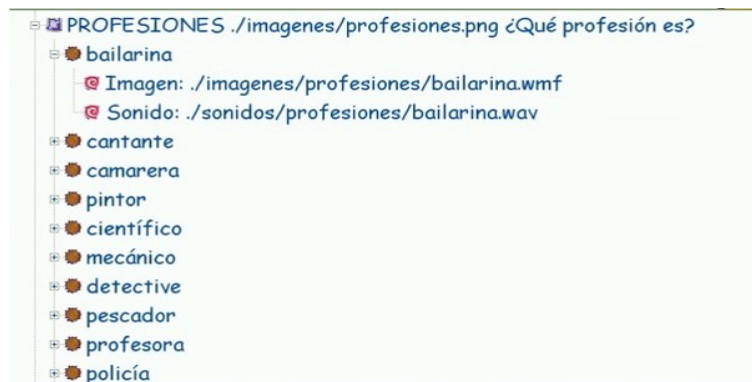 PROFESIONES ./imagenes/profesiones.png ¿Qué profesión es?
bailarina
Imagen: ./imagenes/profesiones/bailarina.wmf
Sonido: ./sonidos/profesiones/bailarina.wav
cantante
camarera
pintor
científico
mecánico
detective
pescador
profesora
policía